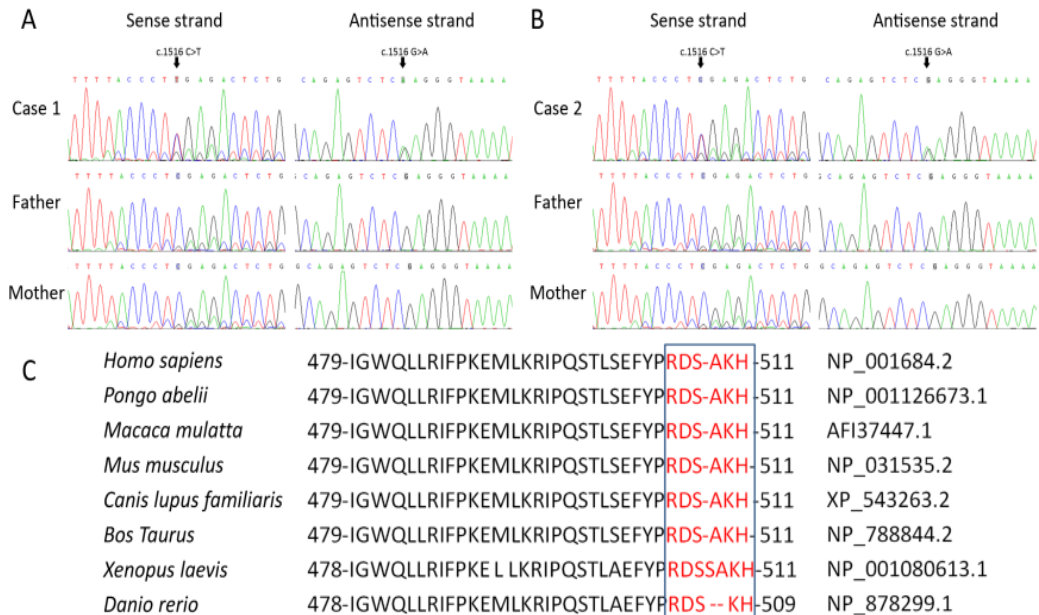 A
Sense strand
Antisense strand
c.1516 C>T
c.1516 G>A
T T T T A C C C T T G A G A C T C T G
C A G A G T C T C G A G G G T A A A A
Case 1
T T T T A C C C T C G A G A C T C T G
G C A G A G T C T C G A G G G T A A A A
Father
T T T T A C C C T C G A G A C T C T G
G C A G A G T C T C G A G G G T A A A A
Mother
B
Sense strand
Antisense strand
c.1516 C>T
c.1516 G>A
T T T T A C C C T C G A G A C T C T G
C A G A G T C T C G A G G G T A A A A
Case 2
T T T T A C C C T C G A G A C T C T G
G C A G A G T C T C G A G G G T A A A A
Father
T T T T A C C C T C G A G A C T C T G
G C A G A G T C T C G A G G G T A A A A
Mother
C
Homo sapiens 479-IGWQLLRIFPKEMLKRIPQSTLSEFYPRDS-AKH-511 NP_001684.2
Pongo abelii 479-IGWQLLRIFPKEMLKRIPQSTLSEFYPRDS-AKH-511 NP_001126673.1
Macaca mulatta 479-IGWQLLRIFPKEMLKRIPQSTLSEFYPRDS-AKH-511 AFI37447.1
Mus musculus 479-IGWQLLRIFPKEMLKRIPQSTLSEFYPRDS-AKH-511 NP_031535.2
Canis lupus familiaris 479-IGWQLLRIFPKEMLKRIPQSTLSEFYPRDS-AKH-511 XP_543263.2
Bos Taurus 479-IGWQLLRIFPKEMLKRIPQSTLSEFYPRDS-AKH-511 NP_788844.2
Xenopus laevis 478-IGWQLLRIFPKE L LKRIPQSTLAEFYPRDSSAKH-511 NP_001080613.1
Danio rerio 478-IGWQLLRIFPKEMLKRIPQSTLAEFYPRDS -- KH-509 NP_878299.1